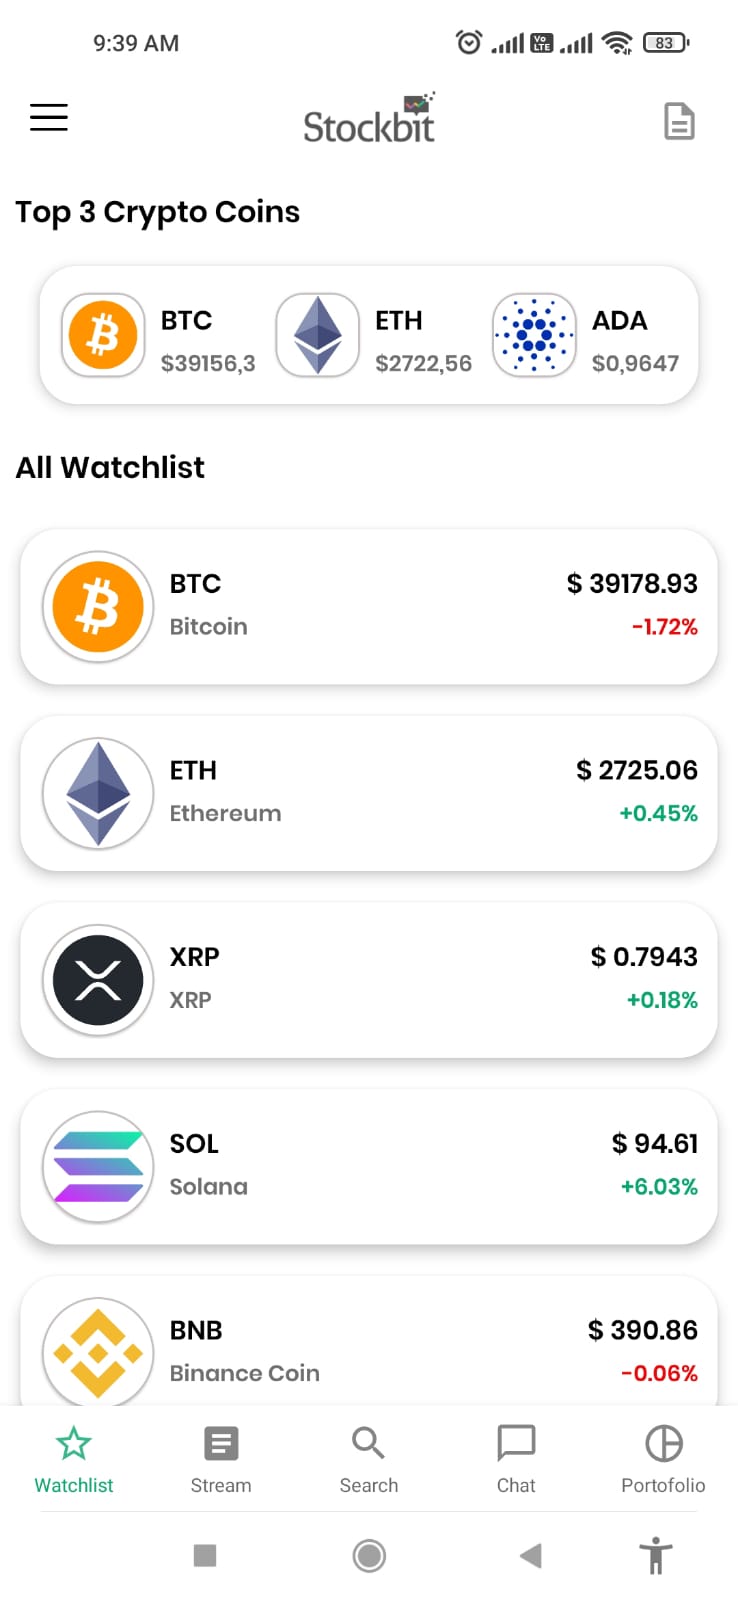 9:39 AM
Vo LTE
83
Stockbit
Top 3 Crypto Coins
BTC
$39156,3
ETH
$2722,56
ADA
$0,9647
All Watchlist
BTC
$ 39178.93
Bitcoin
-1.72%
ETH
$ 2725.06
Ethereum
+0.45%
XRP
$ 0.7943
XRP
+0.18%
SOL
$ 94.61
Solana
+6.03%
BNB
$ 390.86
Binance Coin
-0.06%
Watchlist
Stream
Search
Chat
Portofolio